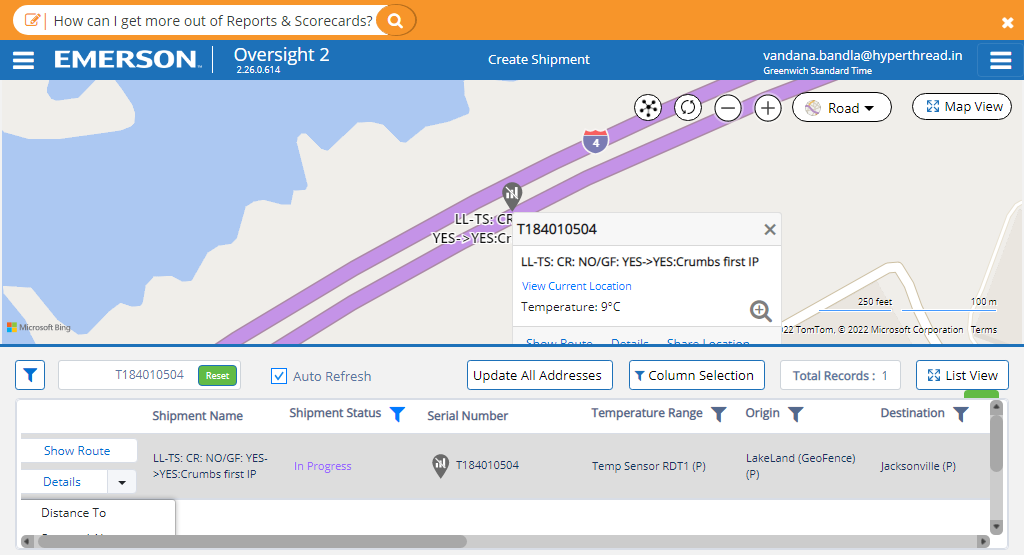 How can I get more out of Reports & Scorecards?
EMERSON
Oversight 2
2.26.0.614
Create Shipment
vandana.bandla@hyperthread.in
Greenwich Standard Time
Road
Map View
4
LL-TS: CR
YES->YES:Cr
T184010504
LL-TS: CR: NO/GF: YES->YES:Crumbs first IP
View Current Location
Temperature: 9°C
Show Route Details Share Location
250 feet 100 m
Microsoft Bing
22 TomTom, © 2022 Microsoft Corporation Terms
T184010504 Reset
Auto Refresh
Update All Addresses
Column Selection
Total Records : 1
List View
Shipment Name Shipment Status Serial Number Temperature Range Origin Destination
Show Route
Details
LL-TS: CR: NO/GF: YES-
>YES:Crumbs first IP
In Progress
T184010504
Temp Sensor RDT1 (P)
LakeLand (GeoFence)
(P)
Jacksonville (P)
Distance To